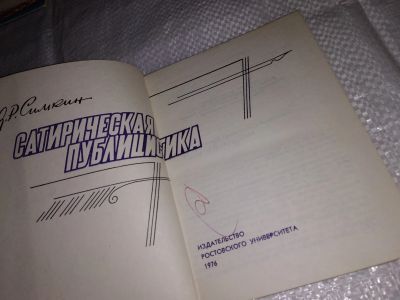 Я.Р. Симкин
САТИРИЧЕСКАЯ
ПУБЛИЦИСТИКА
ИЗДАТЕЛЬСТВО
РОСТОВСКОГО УНИВЕРСИТЕТА
1976